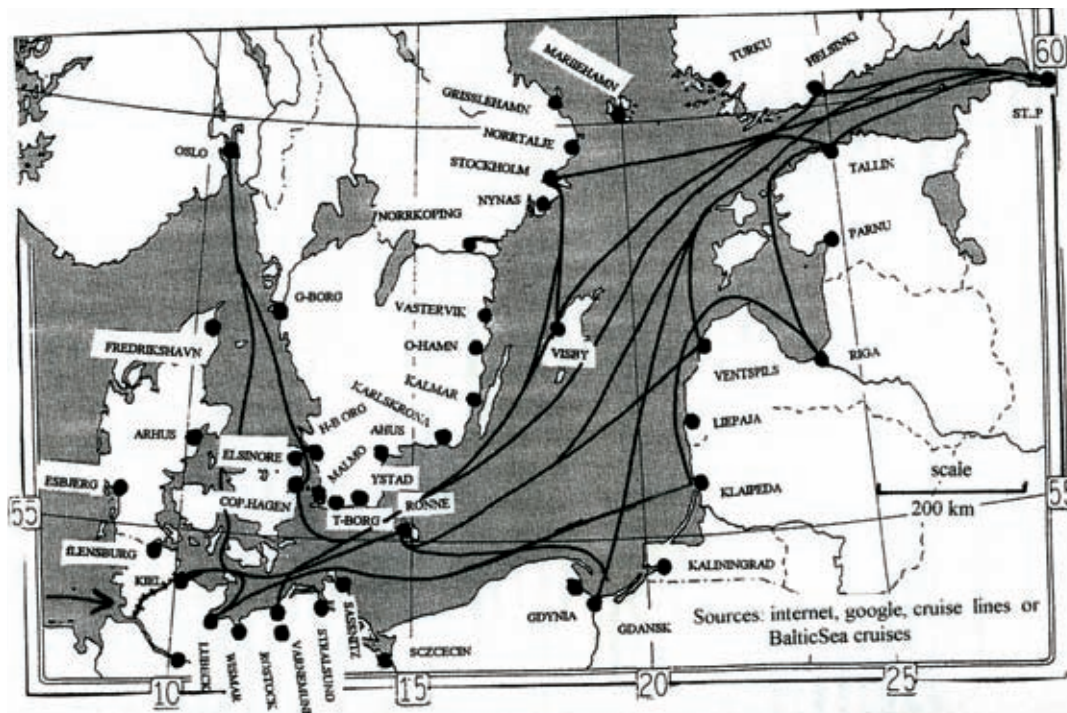 60
MARIEHAMN
TURKU
HELSINKI
GRISSLEHAMN
ST..P
NORRTALJE
OSLO
STOCKHOLM
TALLIN
NYNAS
NORRKOPING
PARNU
G-BORG
VASTERVIK
FREDRIKSHAVN
O-HAMN
VISBY
RIGA
VENTSPILS
KALMAR
KARLSKRONA
H-B ORG
AHUS
LIEPAJA
ARHUS
ELSINORE
MALMO
scale
ESBJERG
YSTAD
COP.HAGEN
RONNE
KLAIPEDA
55
200 km
55
T-BORG
fLENSBURG
KIEL
KALININGRAD
SASSNITZ
GDYNIA
GDANSK
Sources: internet, google, cruise lines or
BalticSea cruises
STRALSUND
SCZCECIN
WISMAR
ROSTOCK
10
15
20
25